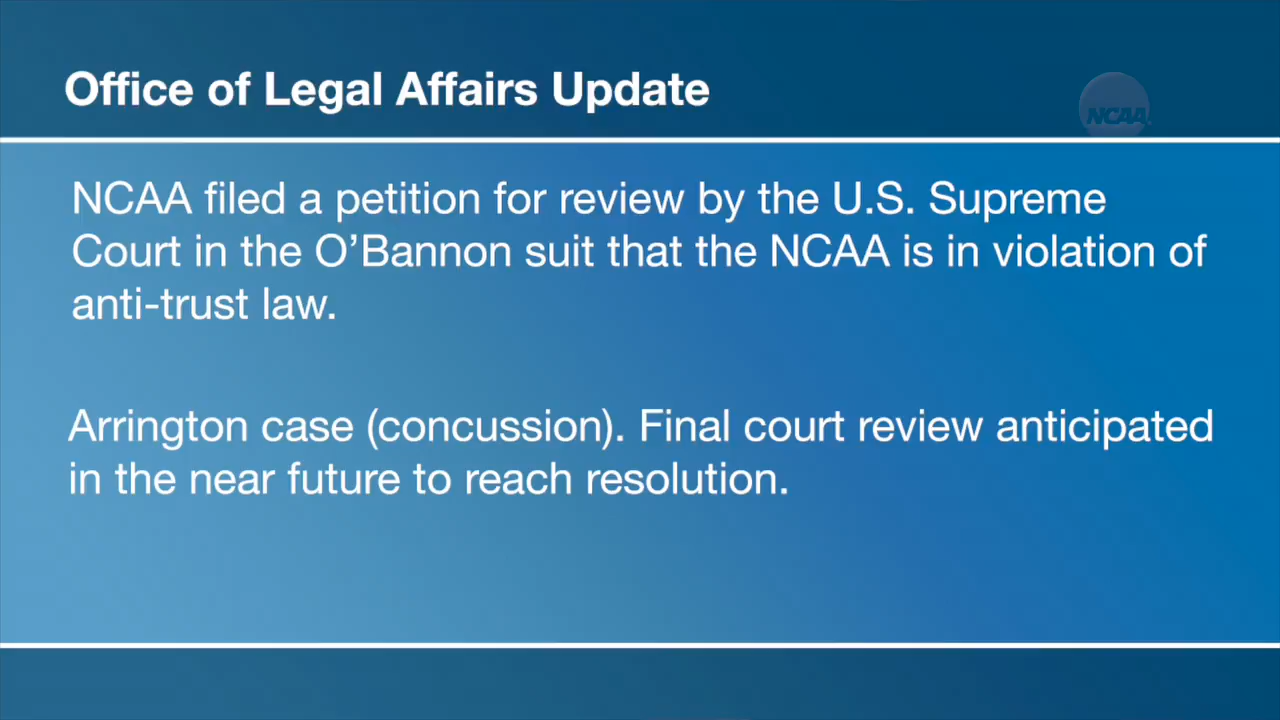 Office of Legal Affairs Update
NCAA
NCAA filed a petition for review by the U.S. Supreme
Court in the O’Bannon suit that the NCAA is in violation of
anti-trust law.
Arrington case (concussion). Final court review anticipated
in the near future to reach resolution.